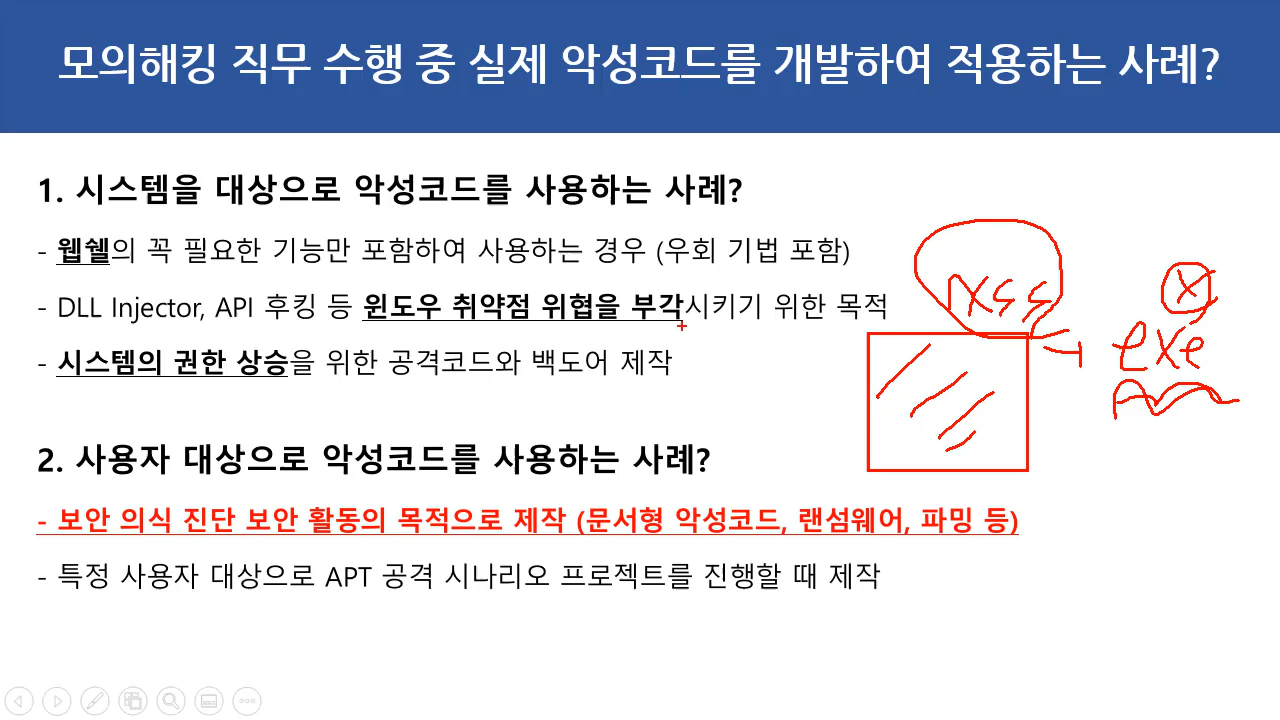 모의해킹 직무 수행 중 실제 악성코드를 개발하여 적용하는 사례?
1. 시스템을 대상으로 악성코드를 사용하는 사례?
- 웹쉘의 꼭 필요한 기능만 포함하여 사용하는 경우 (우회 기법 포함)
- DLL Injector, API 후킹 등 윈도우 취약점 위협을 부각시키기 위한 목적
- 시스템의 권한 상승을 위한 공격코드와 백도어 제작
xss
x
exe
2. 사용자 대상으로 악성코드를 사용하는 사례?
- 보안 의식 진단 보안 활동의 목적으로 제작 (문서형 악성코드, 랜섬웨어, 파밍 등)
- 특정 사용자 대상으로 APT 공격 시나리오 프로젝트를 진행할 때 제작